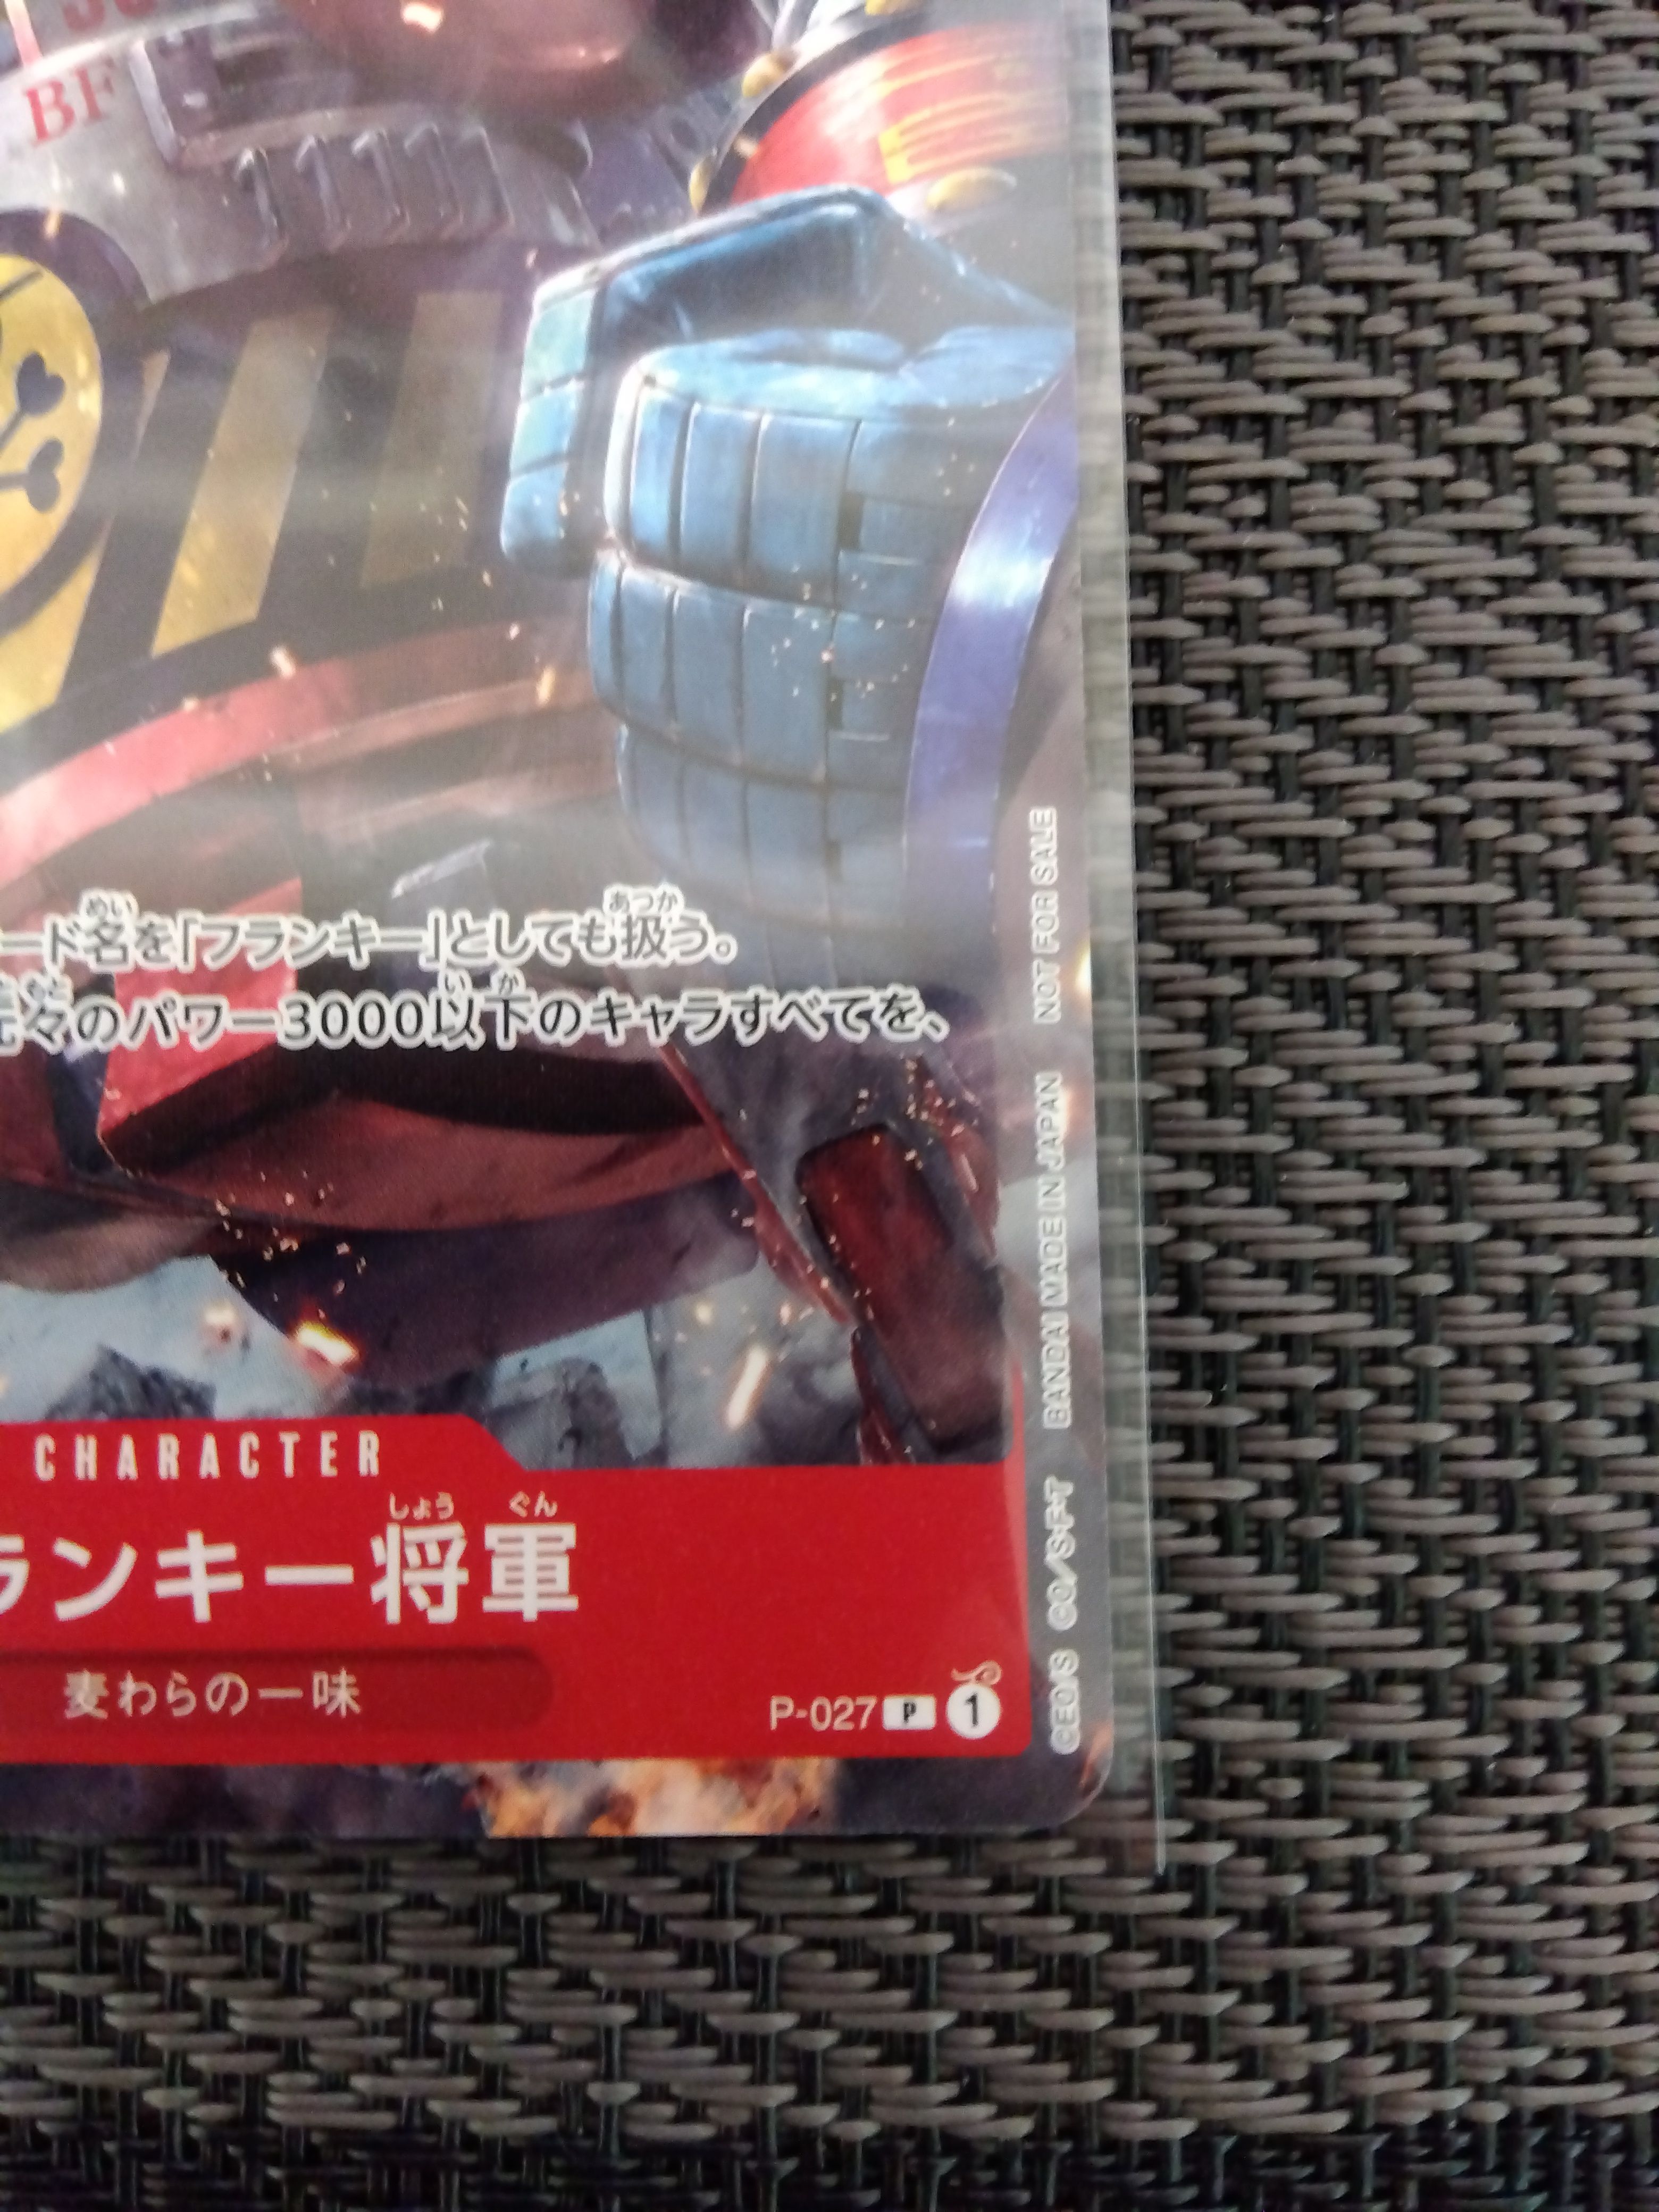 BF
ード名を「フランキー」としても扱う。
々のパワー3000以下のキャラすべてを、
CHARACTER
ランキー将軍
麦わらの一味
P-027 P 1
©E.O/S ©O/S・F・T BANDAI MADE IN JAPAN NOT FOR SALE